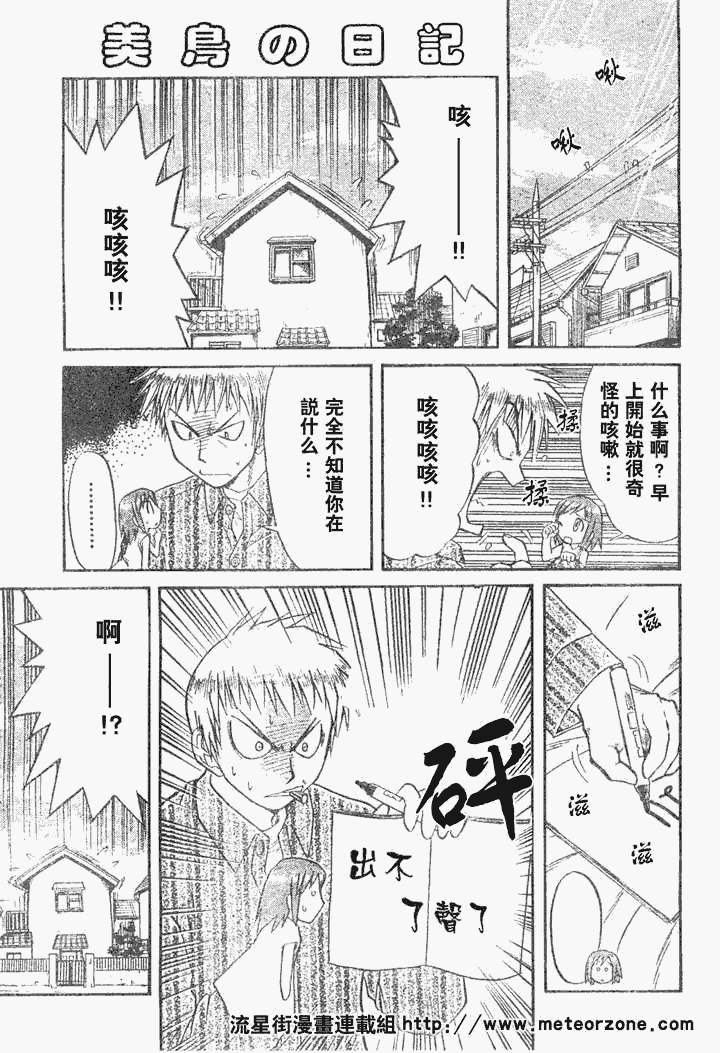 美鳥の日記
啾
啾
咳
——
!!
咳咳咳
!!
什么事啊？早
上開始就很奇
怪的咳嗽…
揉
揉
咳咳咳咳
!!
完全不知道你在
説什么…
…………
滋
滋
滋
砰
出不
了聲了
啊
——
!?
流星街漫畫連載組 http://www.meteorzone.com